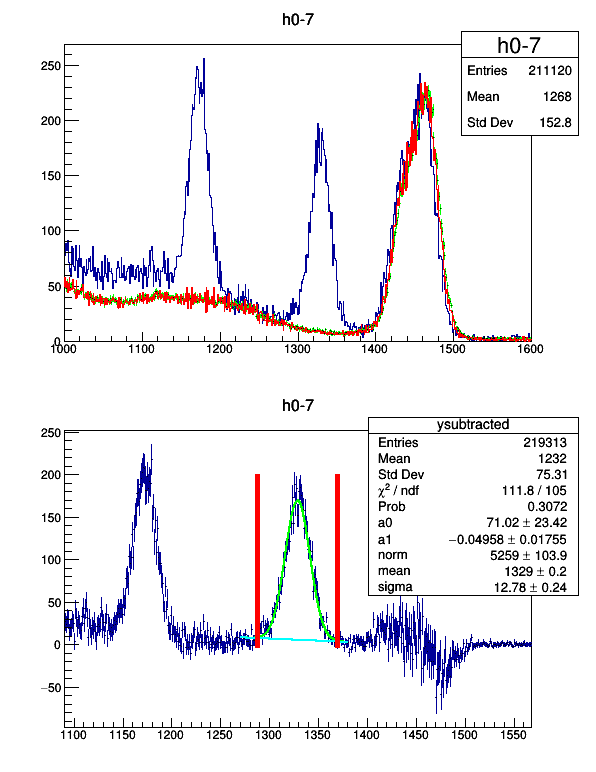 h0-7
h0-7
Entries 211120
Mean 1268
Std Dev 152.8
250
200
150
100
50
0
1000 1100 1200 1300 1400 1500 1600
h0-7
ysubtracted
Entries 219313
Mean 1232
Std Dev 75.31
χ² / ndf 111.8 / 105
Prob 0.3072
a0 71.02 ± 23.42
a1 −0.04958 ± 0.01755
norm 5259 ± 103.9
mean 1329 ± 0.2
sigma 12.78 ± 0.24
250
200
150
100
50
0
−50
1100 1150 1200 1250 1300 1350 1400 1450 1500 1550